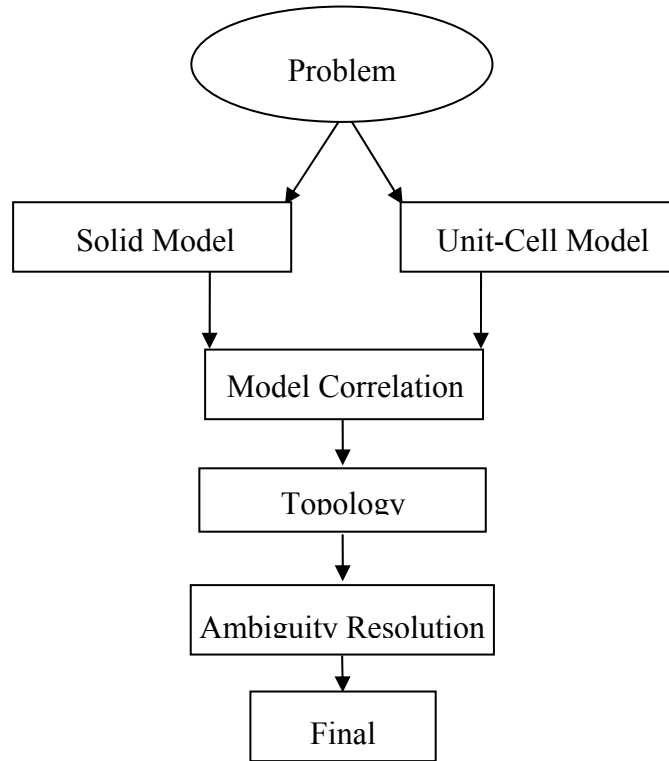 Problem
Solid Model
Unit-Cell Model
Model Correlation
Topology
Ambiguity Resolution
Final